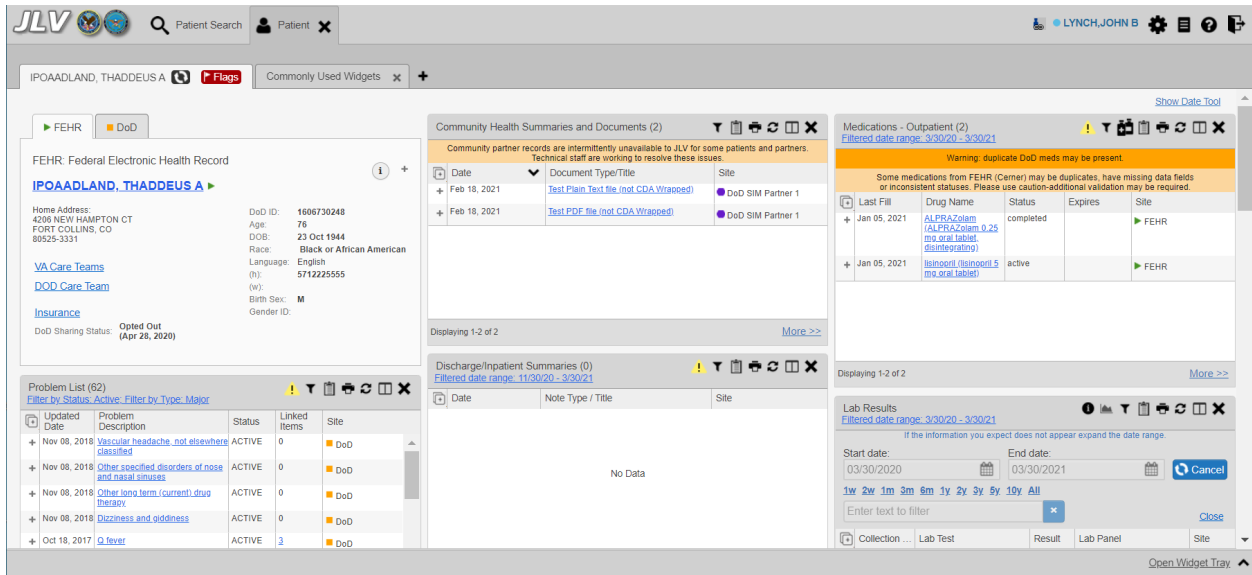 JLV
Patient Search
Patient
LYNCH,JOHN B
IPOAADLAND, THADDEUS A
Flags
Commonly Used Widgets
Show Date Tool
FEHR
DoD
FEHR: Federal Electronic Health Record
IPOAADLAND, THADDEUS A
Home Address:
4206 NEW HAMPTON CT
FORT COLLINS, CO
80525-3331
VA Care Teams
DOD Care Team
Insurance
DoD Sharing Status: Opted Out
(Apr 28, 2020)
DoD ID: 1606730248
Age: 76
DOB: 23 Oct 1944
Race: Black or African American
Language: English
(h): 5712225555
(w):
Birth Sex: M
Gender ID:
Problem List (62)
Filter by Status: Active; Filter by Type: Major
Updated Date Problem Description Status Linked Items Site
Nov 08, 2018 Vascular headache, not elsewhere ACTIVE 0 DoD
classified
Nov 08, 2018 Other specified disorders of nose ACTIVE 0 DoD
and nasal sinuses
Nov 08, 2018 Other long term (current) drug ACTIVE 0 DoD
therapy
Nov 08, 2018 Dizziness and giddiness ACTIVE 0 DoD
Oct 18, 2017 Q fever ACTIVE 3 DoD
Community Health Summaries and Documents (2)
Community partner records are intermittently unavailable to JLV for some patients and partners.
Technical staff are working to resolve these issues.
Date Document Type/Title Site
Feb 18, 2021 Test Plain Text file (not CDA Wrapped) DoD SIM Partner 1
Feb 18, 2021 Test PDF file (not CDA Wrapped) DoD SIM Partner 1
Displaying 1-2 of 2 More >>
Discharge/Inpatient Summaries (0)
Filtered date range: 11/30/20 - 3/30/21
Date Note Type / Title Site
No Data
Medications - Outpatient (2)
Filtered date range: 3/30/20 - 3/30/21
Warning: duplicate DoD meds may be present.
Some medications from FEHR (Cerner) may be duplicates, have missing data fields
or inconsistent statuses. Please use caution-additional validation may be required.
Last Fill Drug Name Status Expires Site
Jan 05, 2021 ALPRAZolam completed FEHR
(ALPRAZolam 0.25
mg oral tablet,
disintegrating)
Jan 05, 2021 lisinopril (lisinopril 5 active FEHR
mg oral tablet)
Displaying 1-2 of 2 More >>
Lab Results
Filtered date range: 3/30/20 - 3/30/21
If the information you expect does not appear expand the date range.
Start date: End date:
03/30/2020 03/30/2021 Cancel
1w 2w 1m 3m 6m 1y 2y 3y 5y 10y All
Enter text to filter
Close
Collection ... Lab Test Result Lab Panel Site
Open Widget Tray